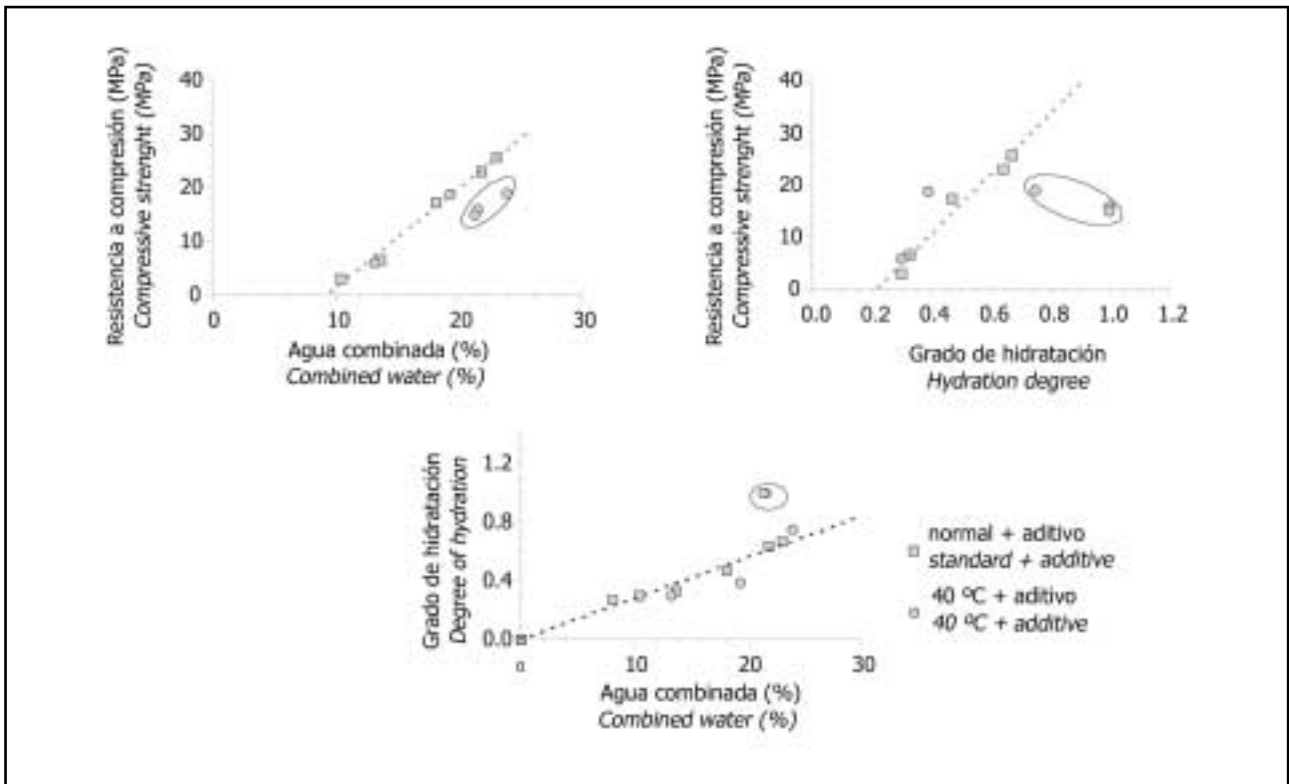 Resistencia a compresión (MPa)
Compressive strenght (MPa)
40
30
20
10
0
0
10
20
30
Agua combinada (%)
Combined water (%)
Resistencia a compresión (MPa)
Compressive strenght (MPa)
40
30
20
10
0
0.0
0.2
0.4
0.6
0.8
1.0
1.2
Grado de hidratación
Hydration degree
Grado de hidratación
Degree of hydration
1.2
0.8
0.4
0.0
0
10
20
30
Agua combinada (%)
Combined water (%)
normal + aditivo
standard + additive
40 ºC + aditivo
40 ºC + additive